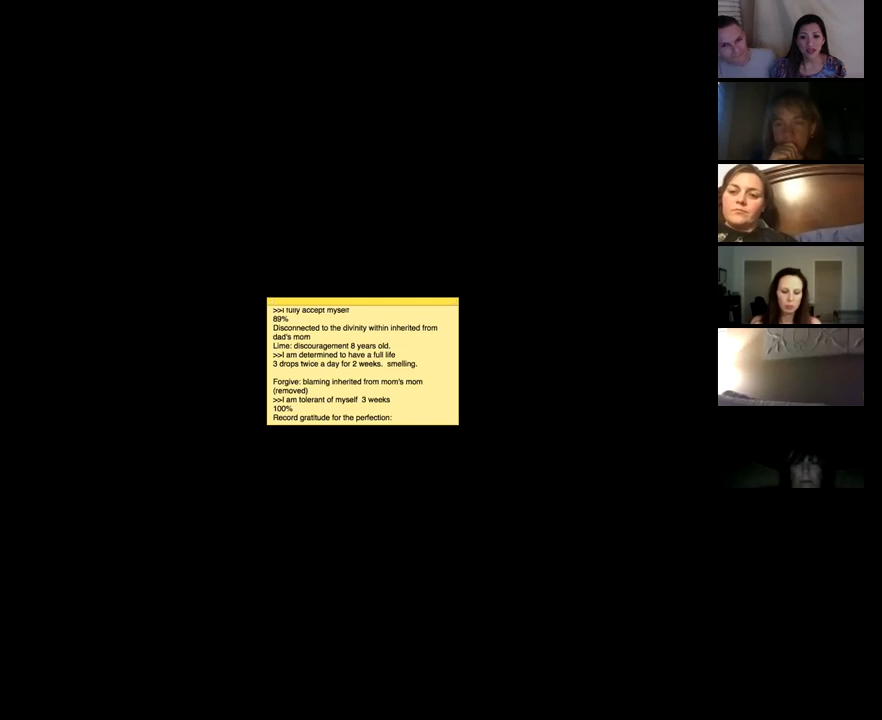 >>I fully accept myself
89%
Disconnected to the divinity within inherited from
dad's mom
Lime: discouragement 8 years old.
>>I am determined to have a full life
3 drops twice a day for 2 weeks.  smelling.
Forgive: blaming inherited from mom's mom
(removed)
>>I am tolerant of myself  3 weeks
100%
Record gratitude for the perfection: